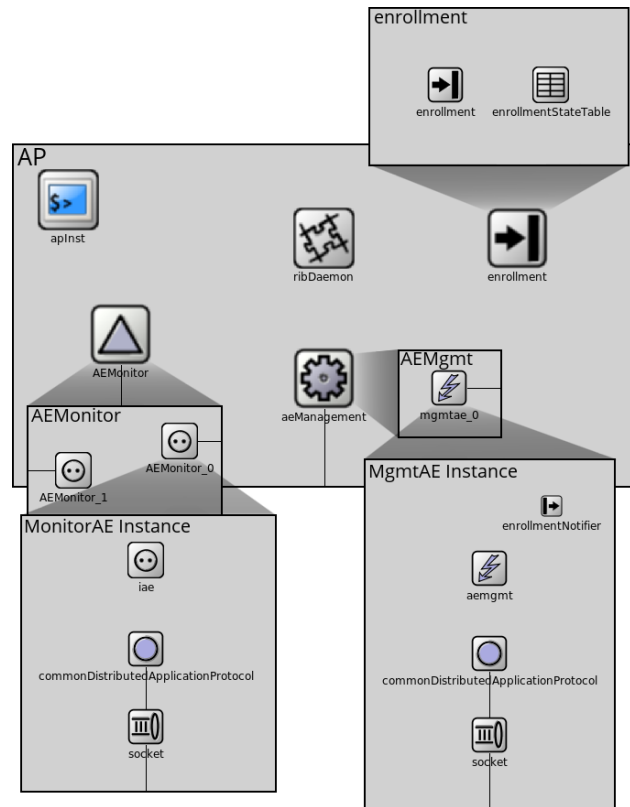 enrollment
enrollment
enrollmentStateTable
AP
$>
apInst
ribDaemon
enrollment
AEMonitor
aeManagement
AEMgmt
mgmtae_0
AEMonitor
AEMonitor_0
AEMonitor_1
MgmtAE Instance
enrollmentNotifier
MonitorAE Instance
iae
aemgmt
commonDistributedApplicationProtocol
commonDistributedApplicationProtocol
socket
socket